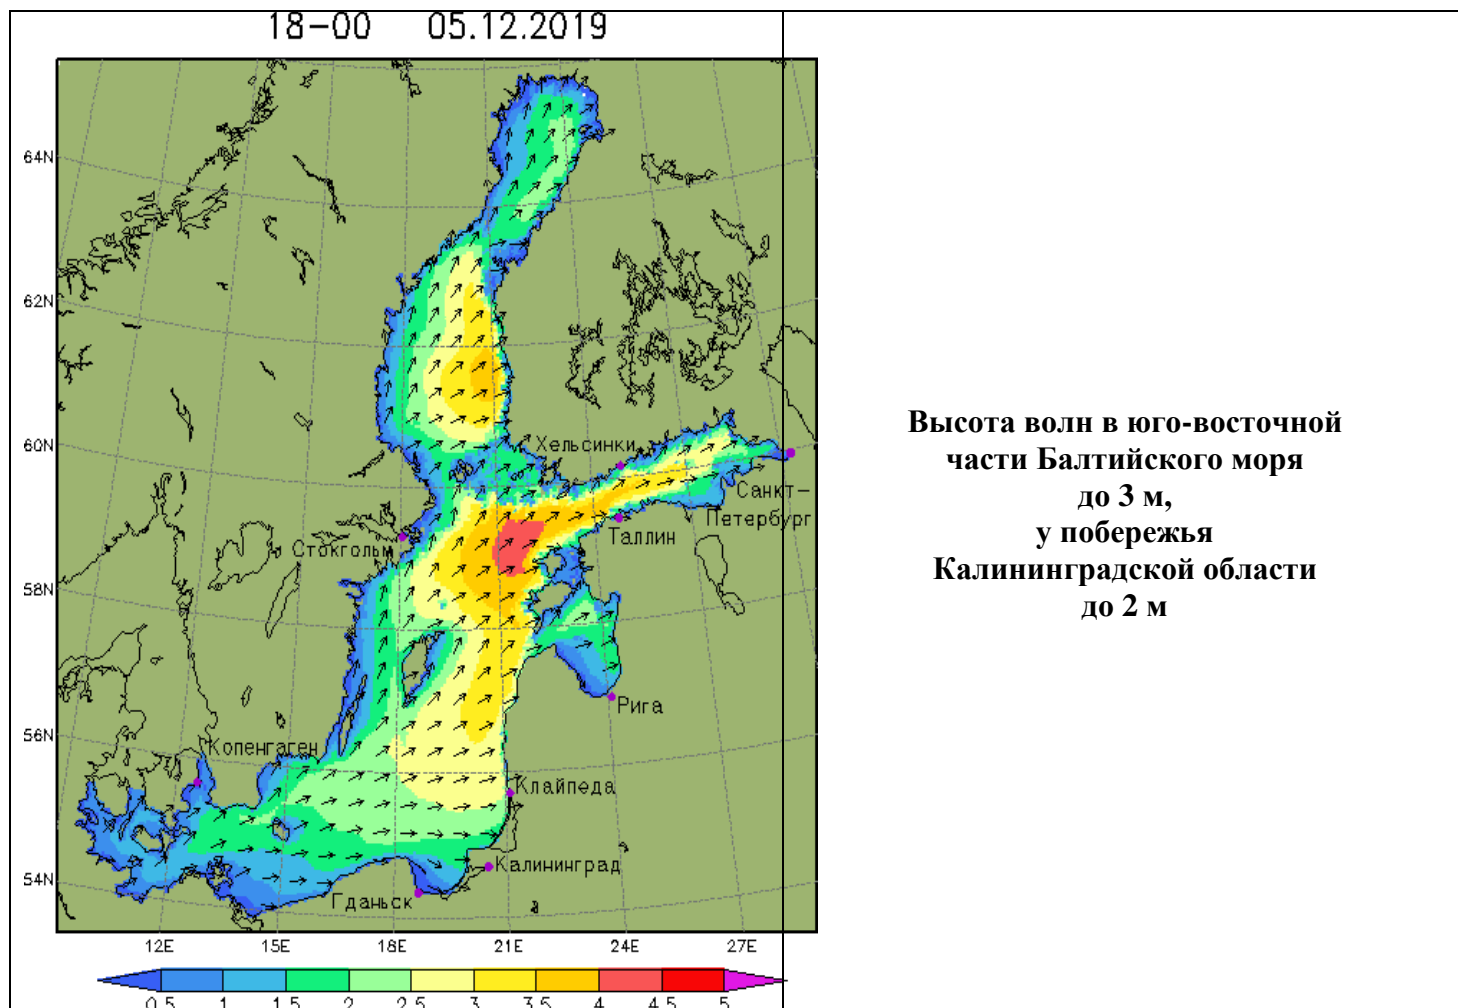 18-00 05.12.2019
64N
62N
60N
58N
56N
54N
Хельсинки
Санкт-
Петербург
Таллин
Стокгольм
Рига
Копенгаген
Клайпеда
Калининград
Гданьск
12E 15E 18E 21E 24E 27E
0.5 1 1.5 2 2.5 3 3.5 4 4.5 5
Высота волн в юго-восточной
части Балтийского моря
до 3 м,
у побережья
Калининградской области
до 2 м